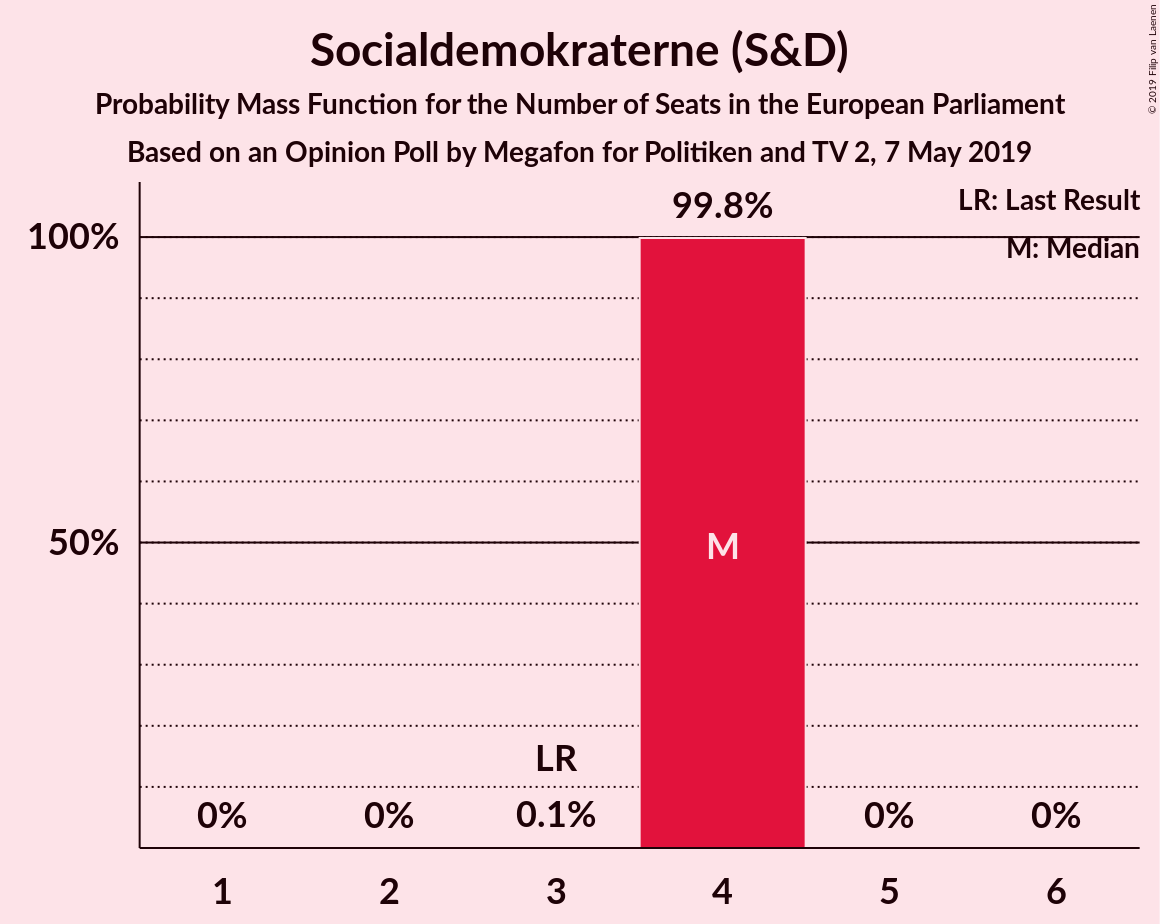 Socialdemokraterne (S&D)
Probability Mass Function for the Number of Seats in the European Parliament
Based on an Opinion Poll by Megafon for Politiken and TV 2, 7 May 2019
© 2019 Filip van Laenen
LR: Last Result
M: Median
99.8%
100%
50%
M
LR
0%
0%
0.1%
0%
0%
1
2
3
4
5
6